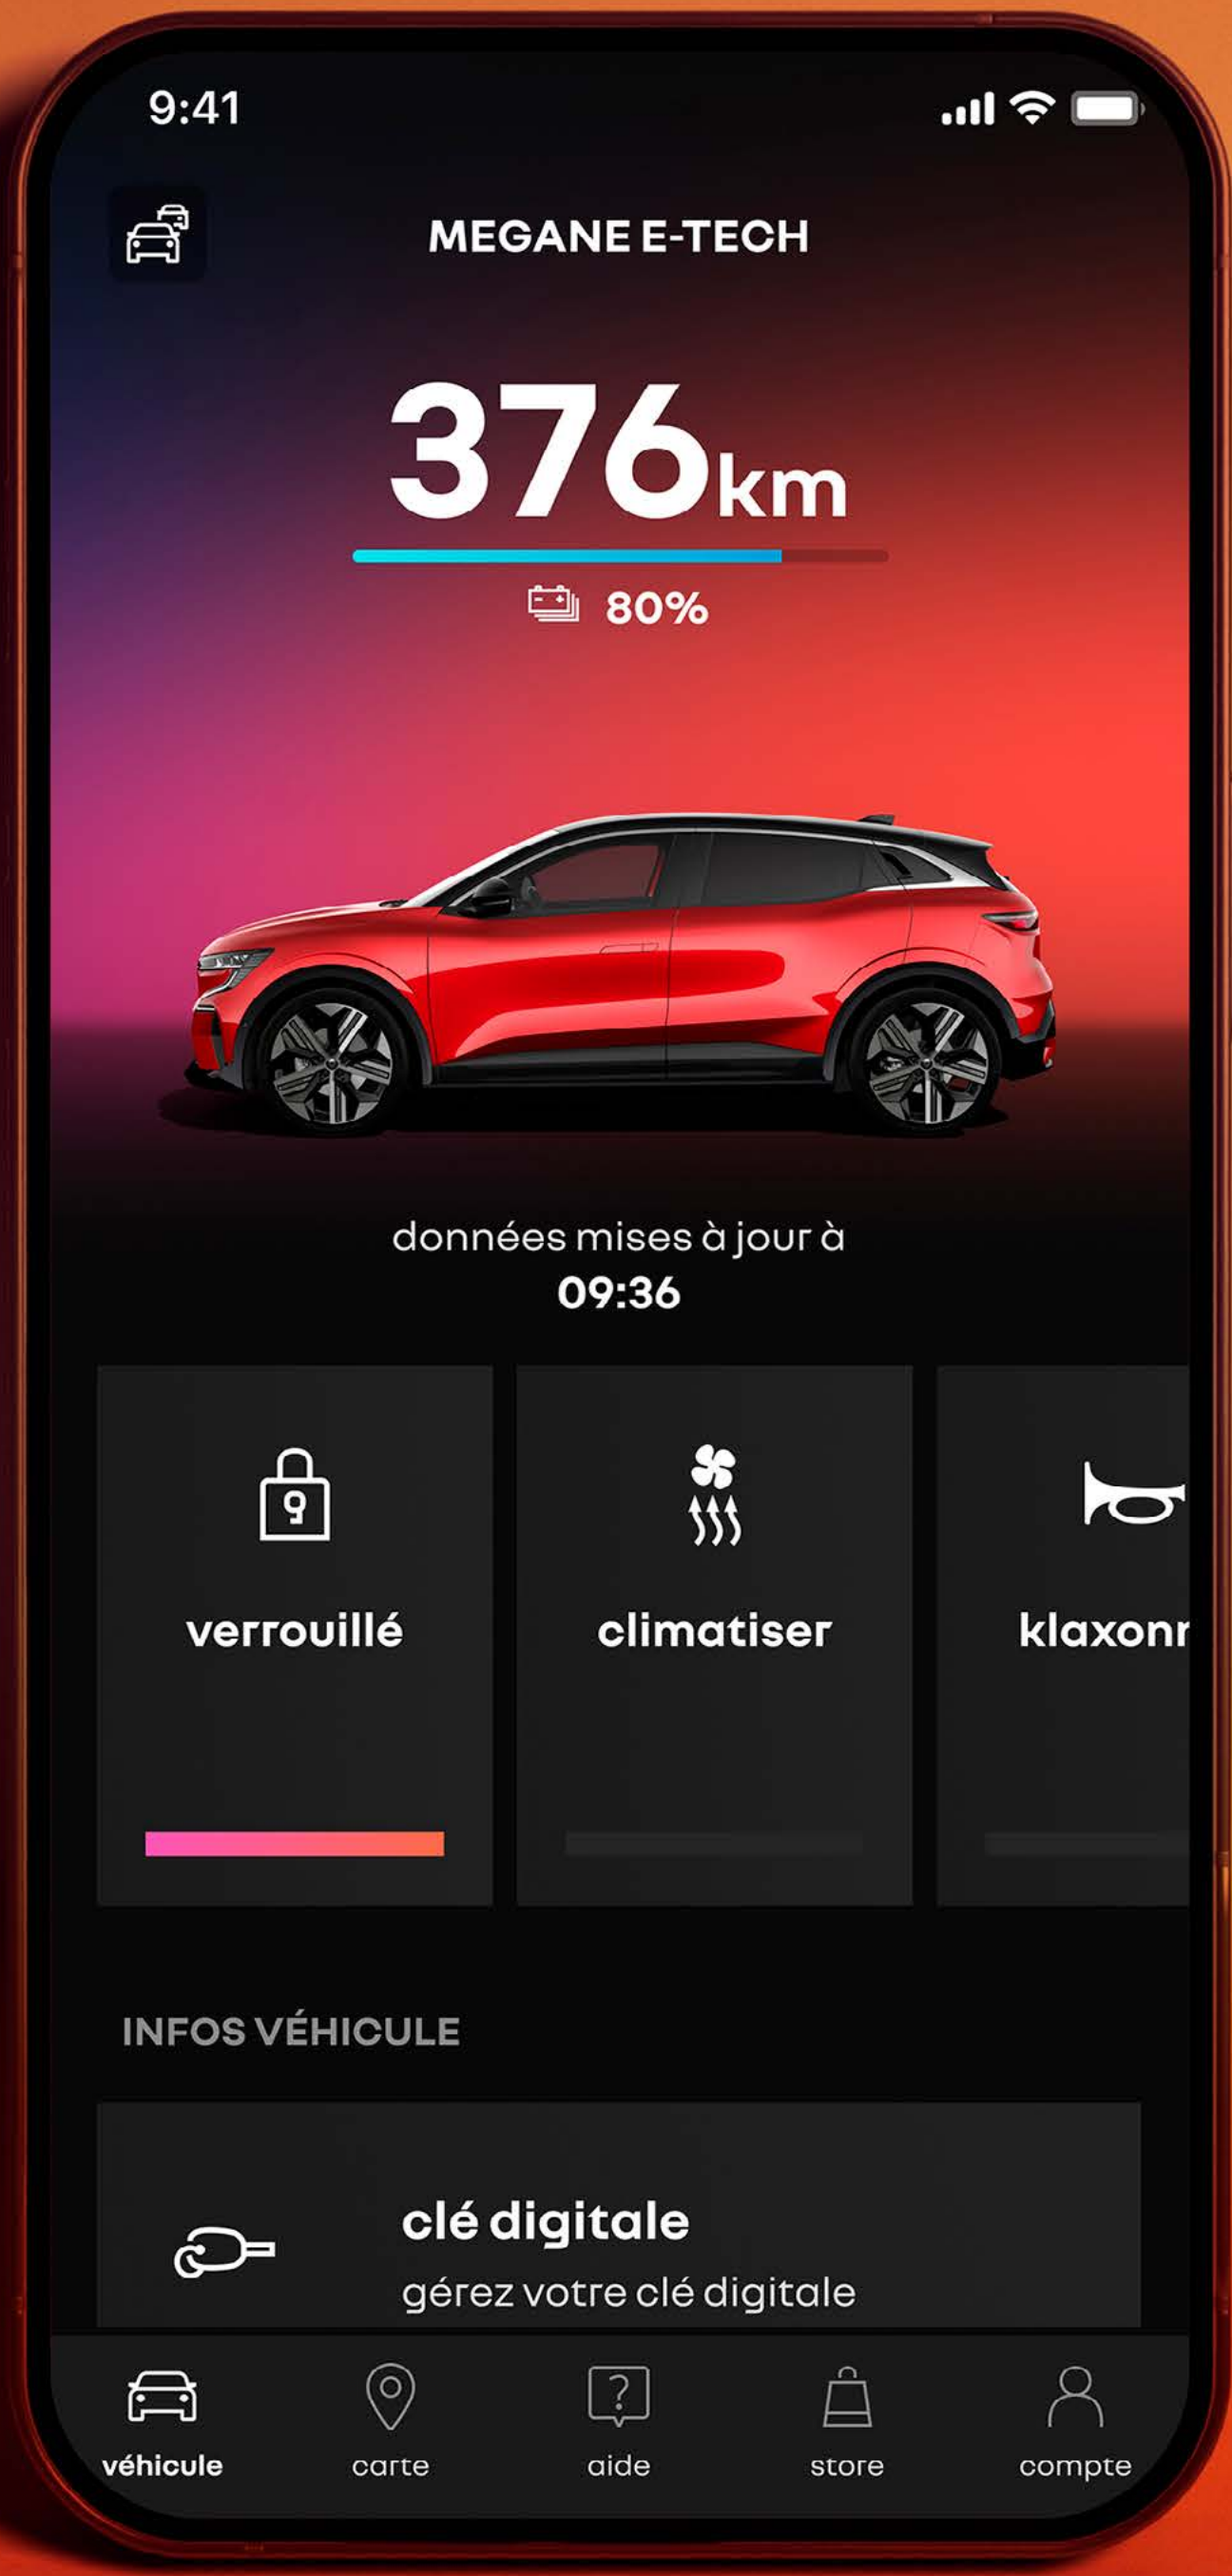 9:41
MEGANE E-TECH
376km
80%
données mises à jour à
09:36
verrouillé
climatiser
klaxonn
INFOS VÉHICULE
clé digitale
gérez votre clé digitale
véhicule
carte
aide
store
compte